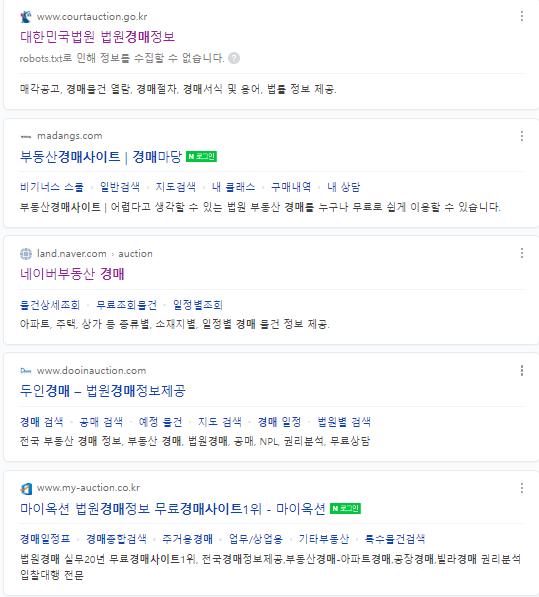 www.courtauction.go.kr
대한민국법원 법원경매정보
robots.txt로 인해 정보를 수집할 수 없습니다. ?
매각공고, 경매물건 열람, 경매절차, 경매서식 및 용어, 법률 정보 제공.
madangs.com
부동산경매사이트 | 경매마당 N 로그인
비기너스 스쿨 · 일반검색 · 지도검색 · 내 클래스 · 구매내역 · 내 상담
부동산경매사이트 | 어렵다고 생각할 수 있는 법원 부동산 경매를 누구나 무료로 쉽게 이용할 수 있습니다.
land.naver.com › auction
네이버부동산 경매
물건상세조회 · 무료조회물건 · 일정별조회
아파트, 주택, 상가 등 종류별, 소재지별, 일정별 경매 물건 정보 제공.
www.dooinauction.com
두인경매 – 법원경매정보제공
경매 검색 · 공매 검색 · 예정 물건 · 지도 검색 · 경매 일정 · 법원별 검색
전국 부동산 경매 정보, 부동산 경매, 법원경매, 공매, NPL, 권리분석, 무료상담
www.my-auction.co.kr
마이옥션 법원경매정보 무료경매사이트1위 - 마이옥션 N 로그인
경매일정표 · 경매종합검색 · 주거용경매 · 업무/상업용 · 기타부동산 · 특수물건검색
법원경매 실무20년 무료경매사이트1위, 전국경매정보제공,부동산경매-아파트경매,공장경매,빌라경매 권리분석
입찰대행 전문